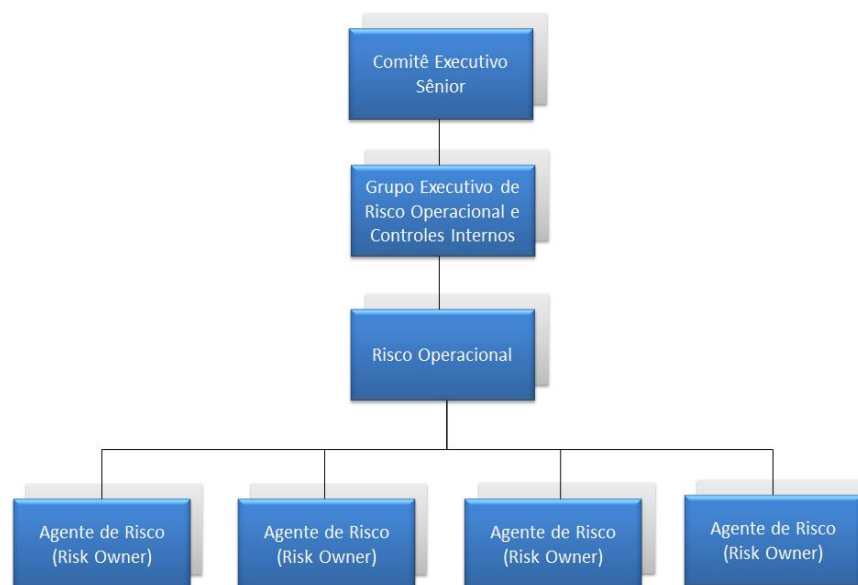 Comitê Executivo
Sênior
Grupo Executivo de
Risco Operacional e
Controles Internos
Risco Operacional
Agente de Risco
(Risk Owner)
Agente de Risco
(Risk Owner)
Agente de Risco
(Risk Owner)
Agente de Risco
(Risk Owner)